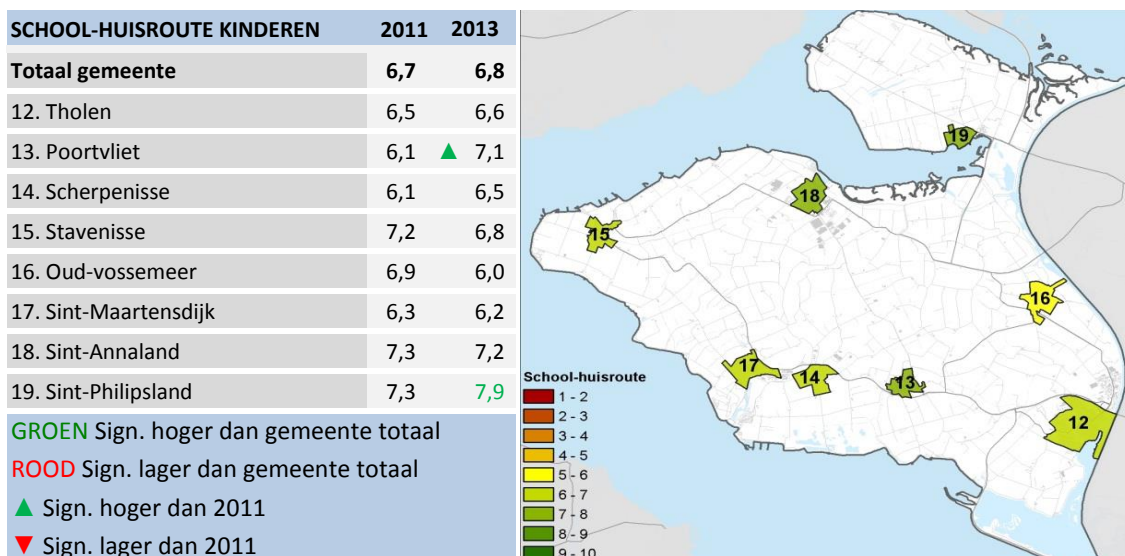 SCHOOL-HUISROUTE KINDEREN 2011 2013
Totaal gemeente 6,7 6,8
12. Tholen 6,5 6,6
13. Poortvliet 6,1 ▲ 7,1
14. Scherpenisse 6,1 6,5
15. Stavenisse 7,2 6,8
16. Oud-vossemeer 6,9 6,0
17. Sint-Maartensdijk 6,3 6,2
18. Sint-Annaland 7,3 7,2
19. Sint-Philipsland 7,3 7,9
GROEN Sign. hoger dan gemeente totaal
ROOD Sign. lager dan gemeente totaal
▲ Sign. hoger dan 2011
▼ Sign. lager dan 2011
19
18
15
16
17
14
13
12
School-huisroute
1 - 2
2 - 3
3 - 4
4 - 5
5 - 6
6 - 7
7 - 8
8 - 9
9 - 10